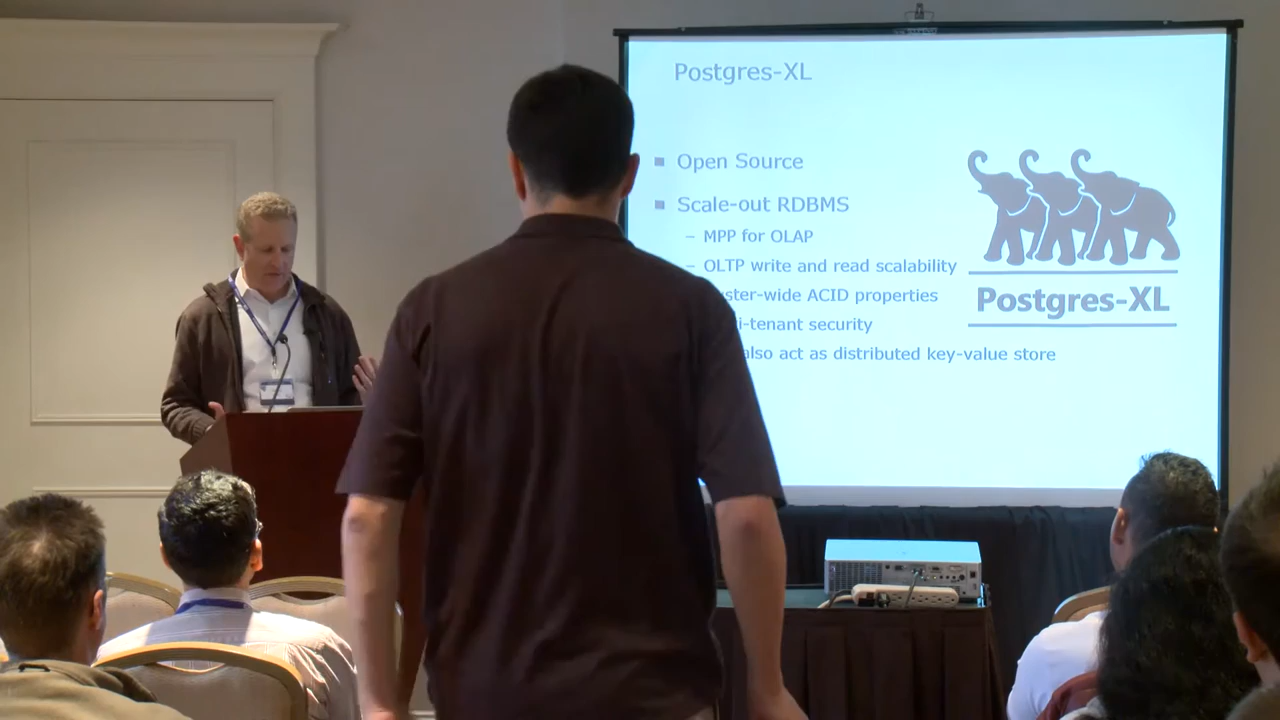 Postgres-XL
Open Source
Scale-out RDBMS
– MPP for OLAP
– OLTP write and read scalability
uster-wide ACID properties
i-tenant security
also act as distributed key-value store
Postgres-XL